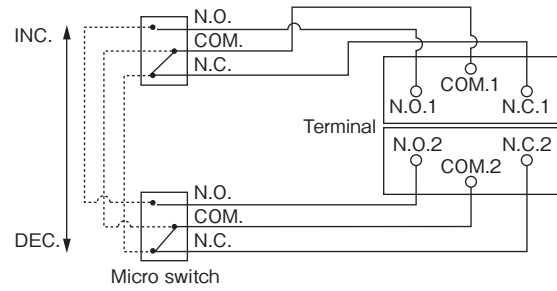 INC.
N.O.
COM.
N.C.
COM.1
N.O.1
N.C.1
Terminal
N.O.2
N.C.2
COM.2
N.O.
COM.
N.C.
DEC.
Micro switch